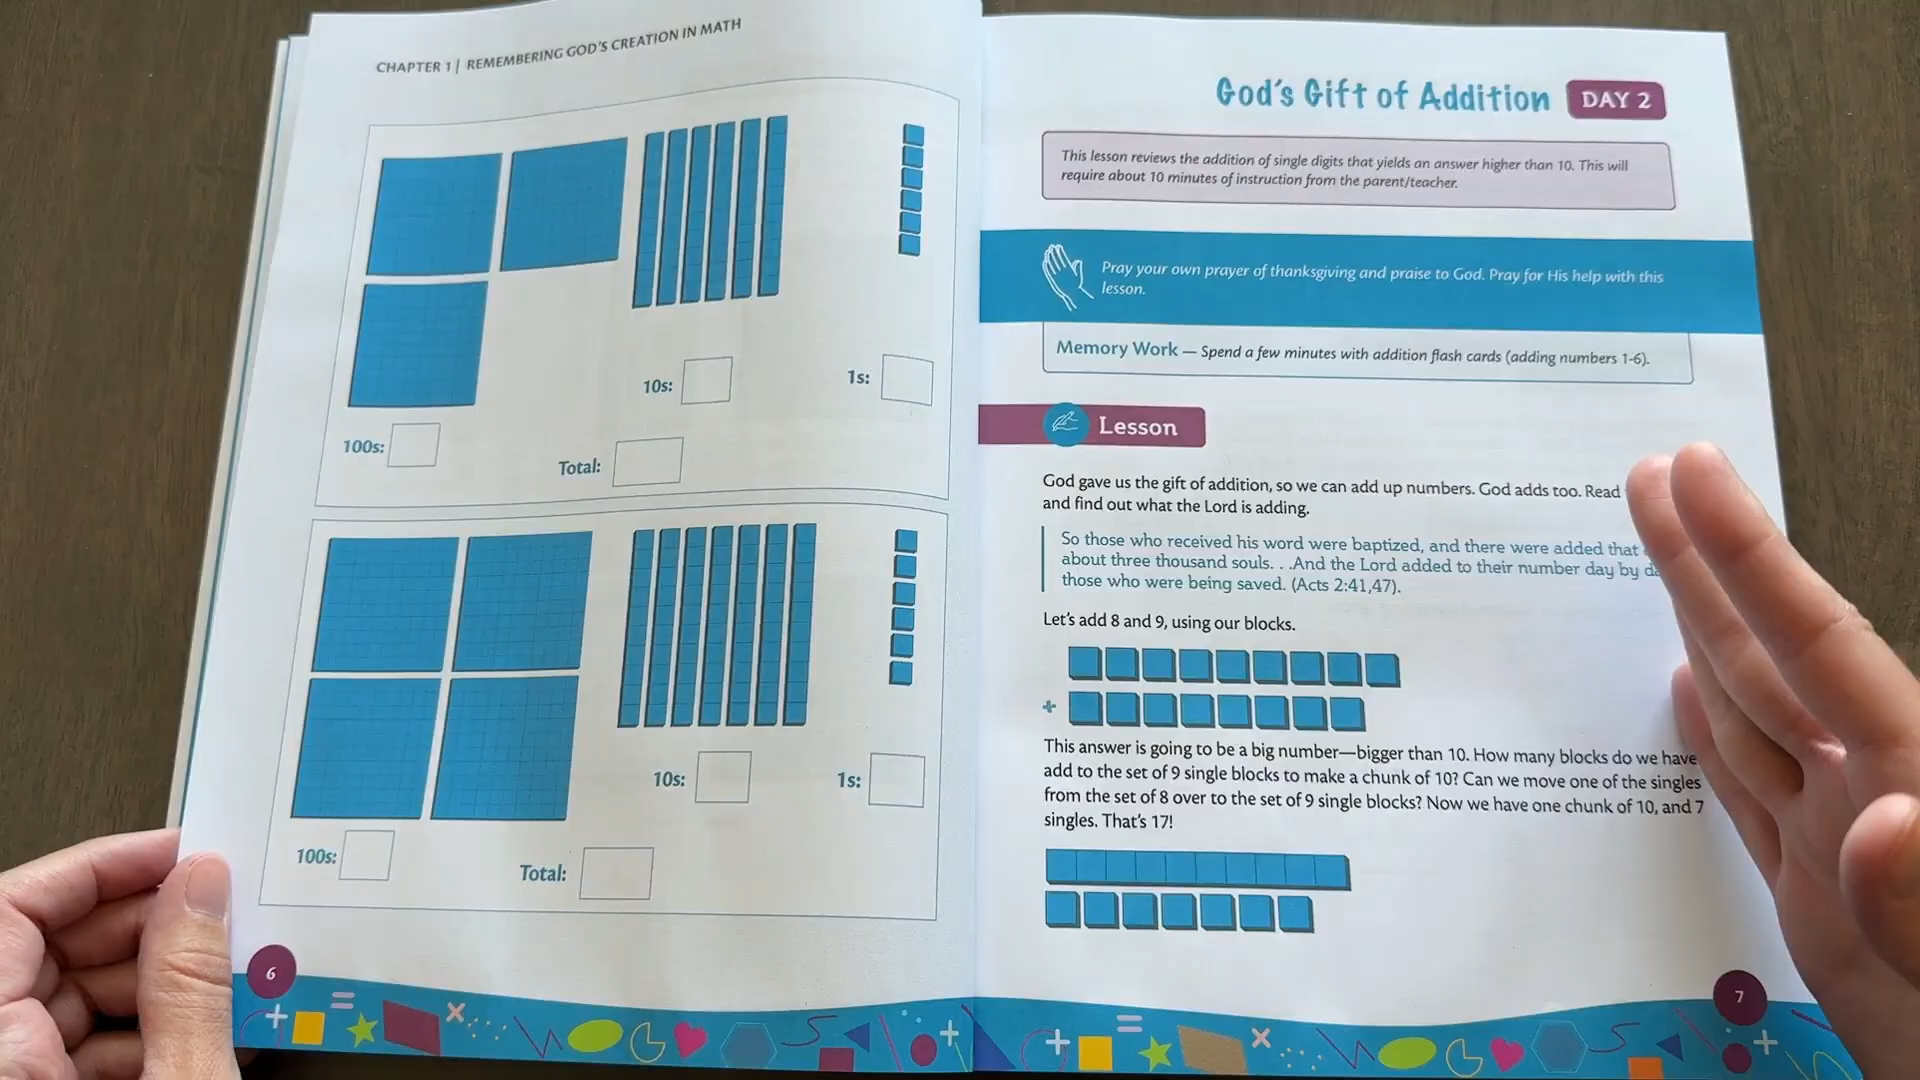 CHAPTER 1 | REMEMBERING GOD'S CREATION IN MATH
10s:
1s:
100s:
Total:
10s:
1s:
100s:
Total:
6
God's Gift of Addition DAY 2
This lesson reviews the addition of single digits that yields an answer higher than 10. This will
require about 10 minutes of instruction from the parent/teacher.
Pray your own prayer of thanksgiving and praise to God. Pray for His help with this
lesson.
Memory Work — Spend a few minutes with addition flash cards (adding numbers 1-6).
Lesson
God gave us the gift of addition, so we can add up numbers. God adds too. Read
and find out what the Lord is adding.
So those who received his word were baptized, and there were added that
about three thousand souls. . .And the Lord added to their number day by
those who were being saved. (Acts 2:41,47).
Let's add 8 and 9, using our blocks.
+
This answer is going to be a big number—bigger than 10. How many blocks do we have
add to the set of 9 single blocks to make a chunk of 10? Can we move one of the singles
from the set of 8 over to the set of 9 single blocks? Now we have one chunk of 10, and 7
singles. That's 17!
7